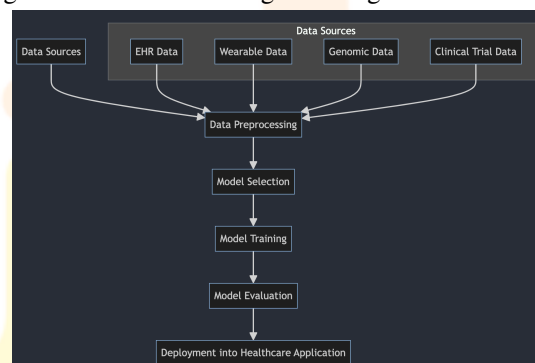 Data Sources
Data Sources
EHR Data
Wearable Data
Genomic Data
Clinical Trial Data
Data Preprocessing
Model Selection
Model Training
Model Evaluation
Deployment into Healthcare Application